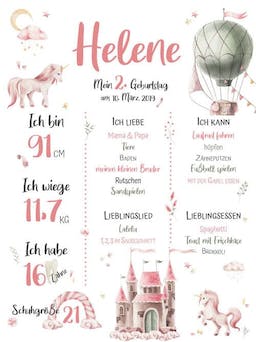 Helene
Mein 2. Geburtstag
am 10. März 2019
Ich bin
91 CM
Ich wiege
11.7 KG
Ich habe
16 Zähne
Schuhgröße 21
ICH LIEBE
Mama & Papa
Tiere
BADEN
meinen kleinen Bruder
Rutschen
Sandspielen
LIEBLINGSLIED
Lalelu
1,2,3 IM SAUSESCHRITT
ICH KANN
Laufrad fahren
hüpfen
ZÄHNEPUTZEN
Fußball spielen
MIT DER GABEL ESSEN
LIEBLINGSESSEN
Spaghetti
Toast mit Frischkäse
BROKKOLI